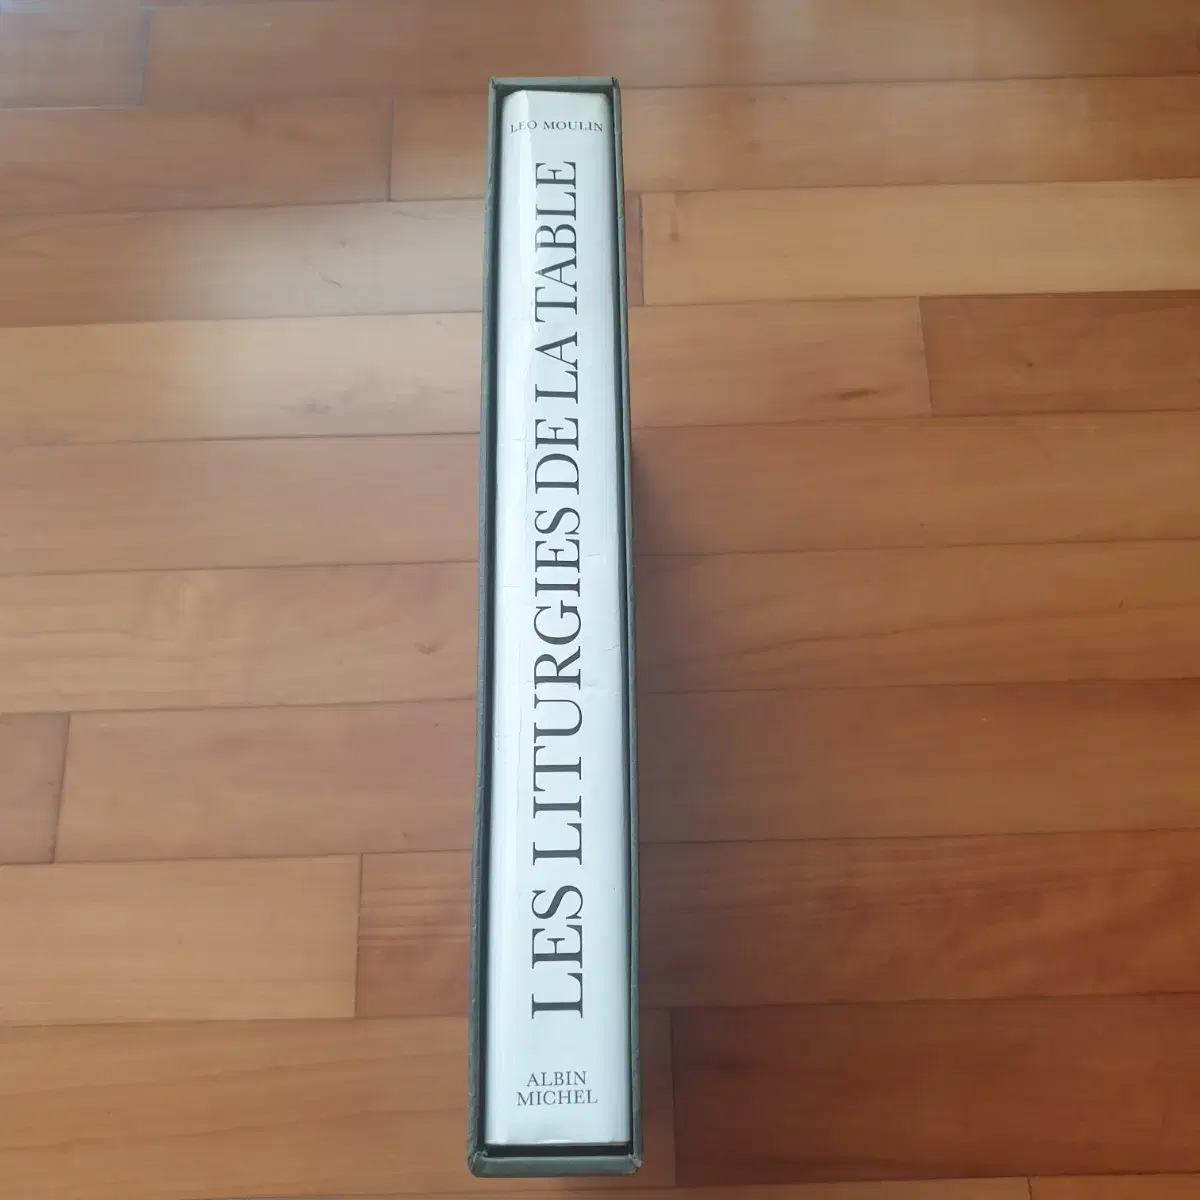 LEO MOULIN
LES LITURGIES DE LA TABLE
ALBIN
MICHEL